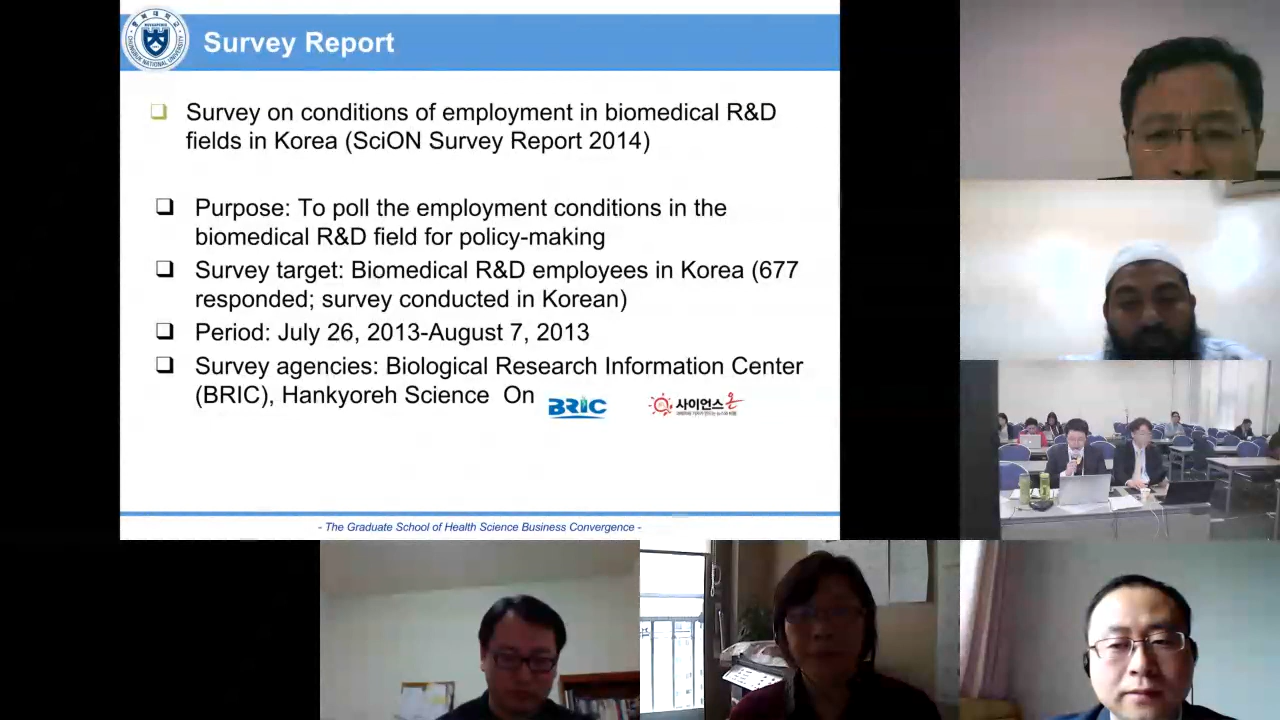 Survey Report
Survey on conditions of employment in biomedical R&D
fields in Korea (SciON Survey Report 2014)
Purpose: To poll the employment conditions in the
biomedical R&D field for policy-making
Survey target: Biomedical R&D employees in Korea (677
responded; survey conducted in Korean)
Period: July 26, 2013-August 7, 2013
Survey agencies: Biological Research Information Center
(BRIC), Hankyoreh Science On
BRIC
사이언스 온
- The Graduate School of Health Science Business Convergence -